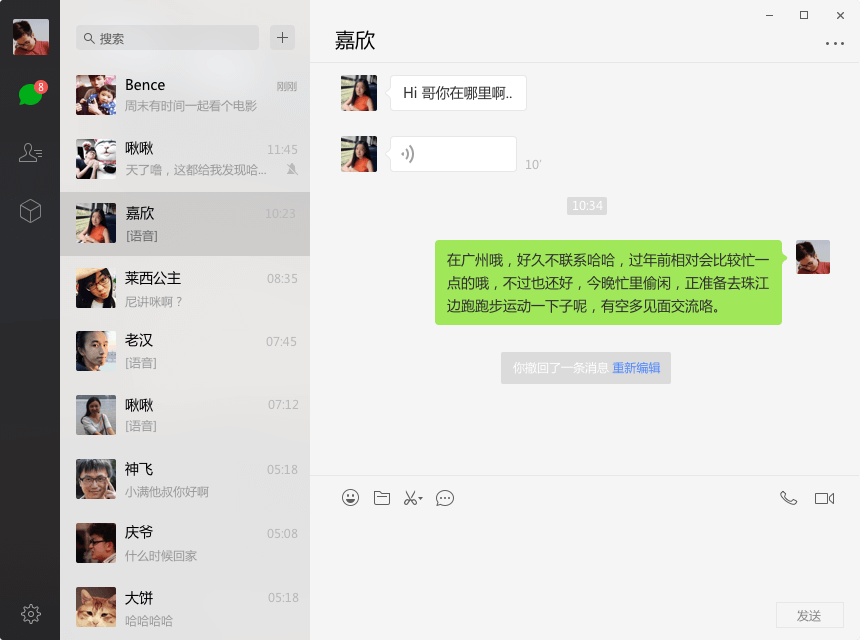 8
搜索
Bence
刚刚
周末有时间一起看个电影
啾啾
11:45
天了噜，这都给我发现哈...
嘉欣
10:23
[语音]
莱西公主
08:35
尼讲咪啊？
老汉
07:45
[语音]
啾啾
07:12
[语音]
神飞
05:18
小满他叔你好啊
庆爷
05:08
什么时候回家
大饼
05:18
哈哈哈哈
嘉欣
Hi 哥你在哪里啊..
10'
10:34
在广州哦，好久不联系哈哈，过年前相对会比较忙一
点的哦，不过也还好，今晚忙里偷闲，正准备去珠江
边跑跑步运动一下子呢，有空多见面交流咯。
你撤回了一条消息 重新编辑
发送